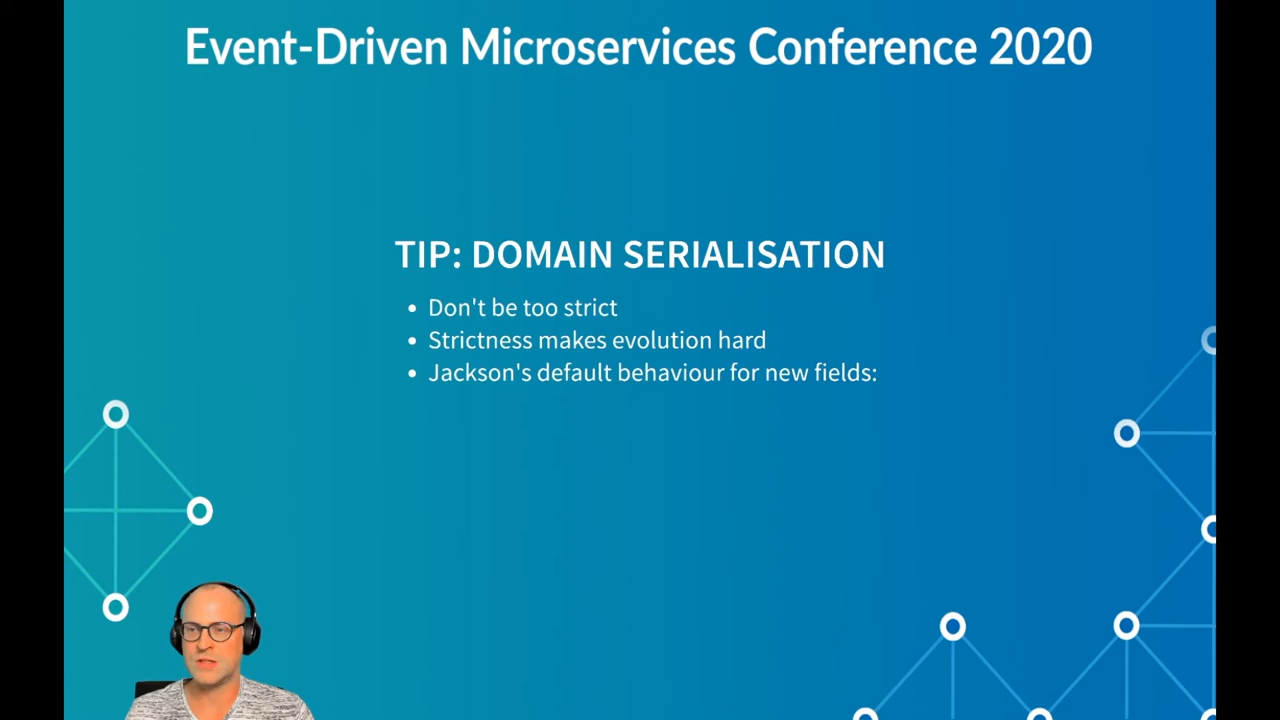 Event-Driven Microservices Conference 2020
TIP: DOMAIN SERIALISATION
• Don't be too strict
• Strictness makes evolution hard
• Jackson's default behaviour for new fields: